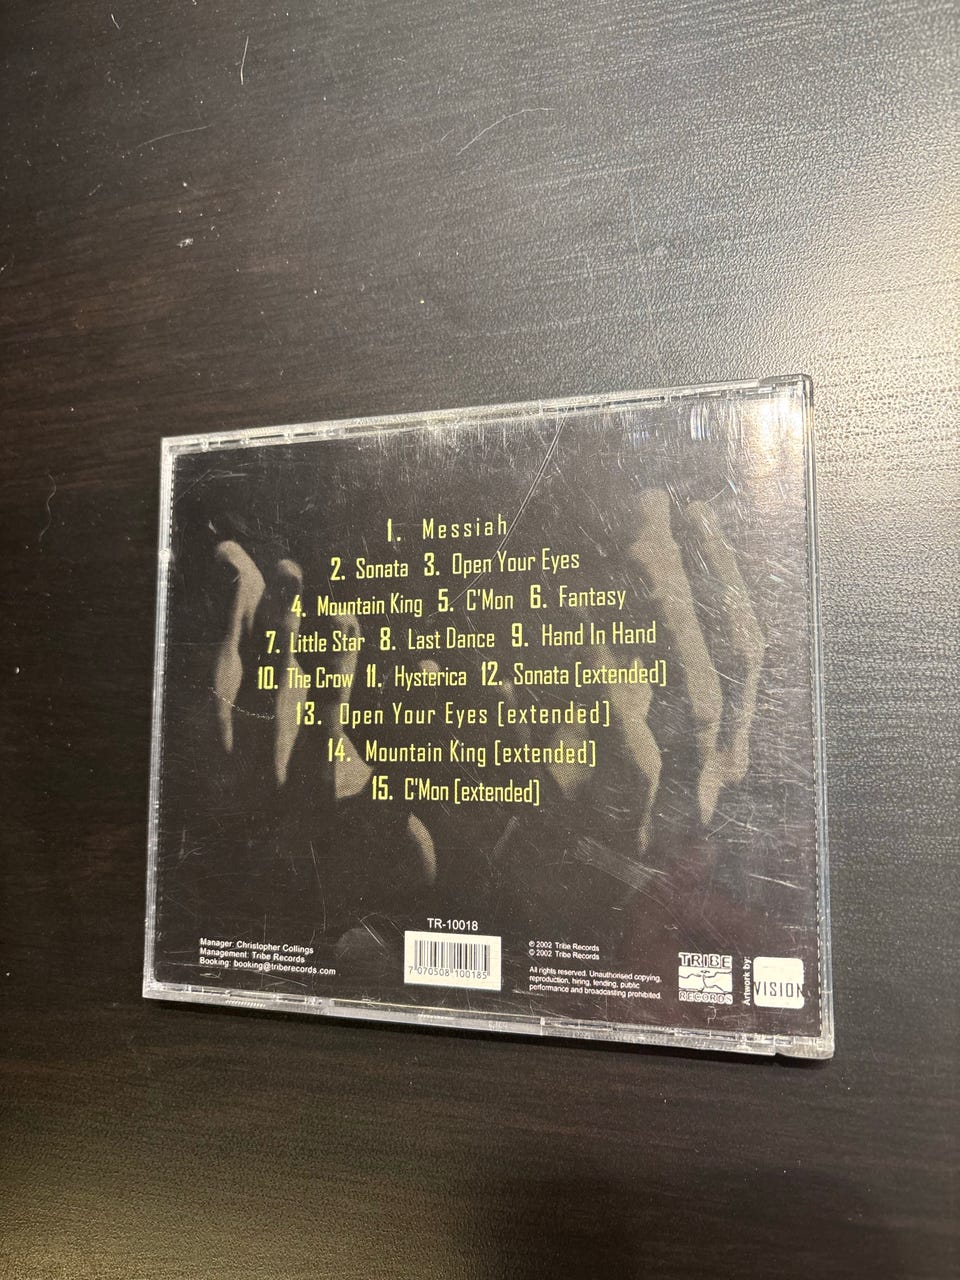 1. Messiah
2. Sonata 3. Open Your Eyes
4. Mountain King 5. C'Mon 6. Fantasy
7. Little Star 8. Last Dance 9. Hand In Hand
10. The Crow 11. Hysterica 12. Sonata [extended]
13. Open Your Eyes [extended]
14. Mountain King [extended]
15. C'Mon [extended]
Manager: Christopher Collings
Management: Tribe Records
Booking: booking@triberecords.com
TR-10018
7 070508 100185
℗ 2002 Tribe Records
© 2002 Tribe Records
All rights reserved. Unauthorised copying,
reproduction, hiring, lending, public
performance and broadcasting prohibited.
TRIBE
RECORDS
Artwork by:
VISION